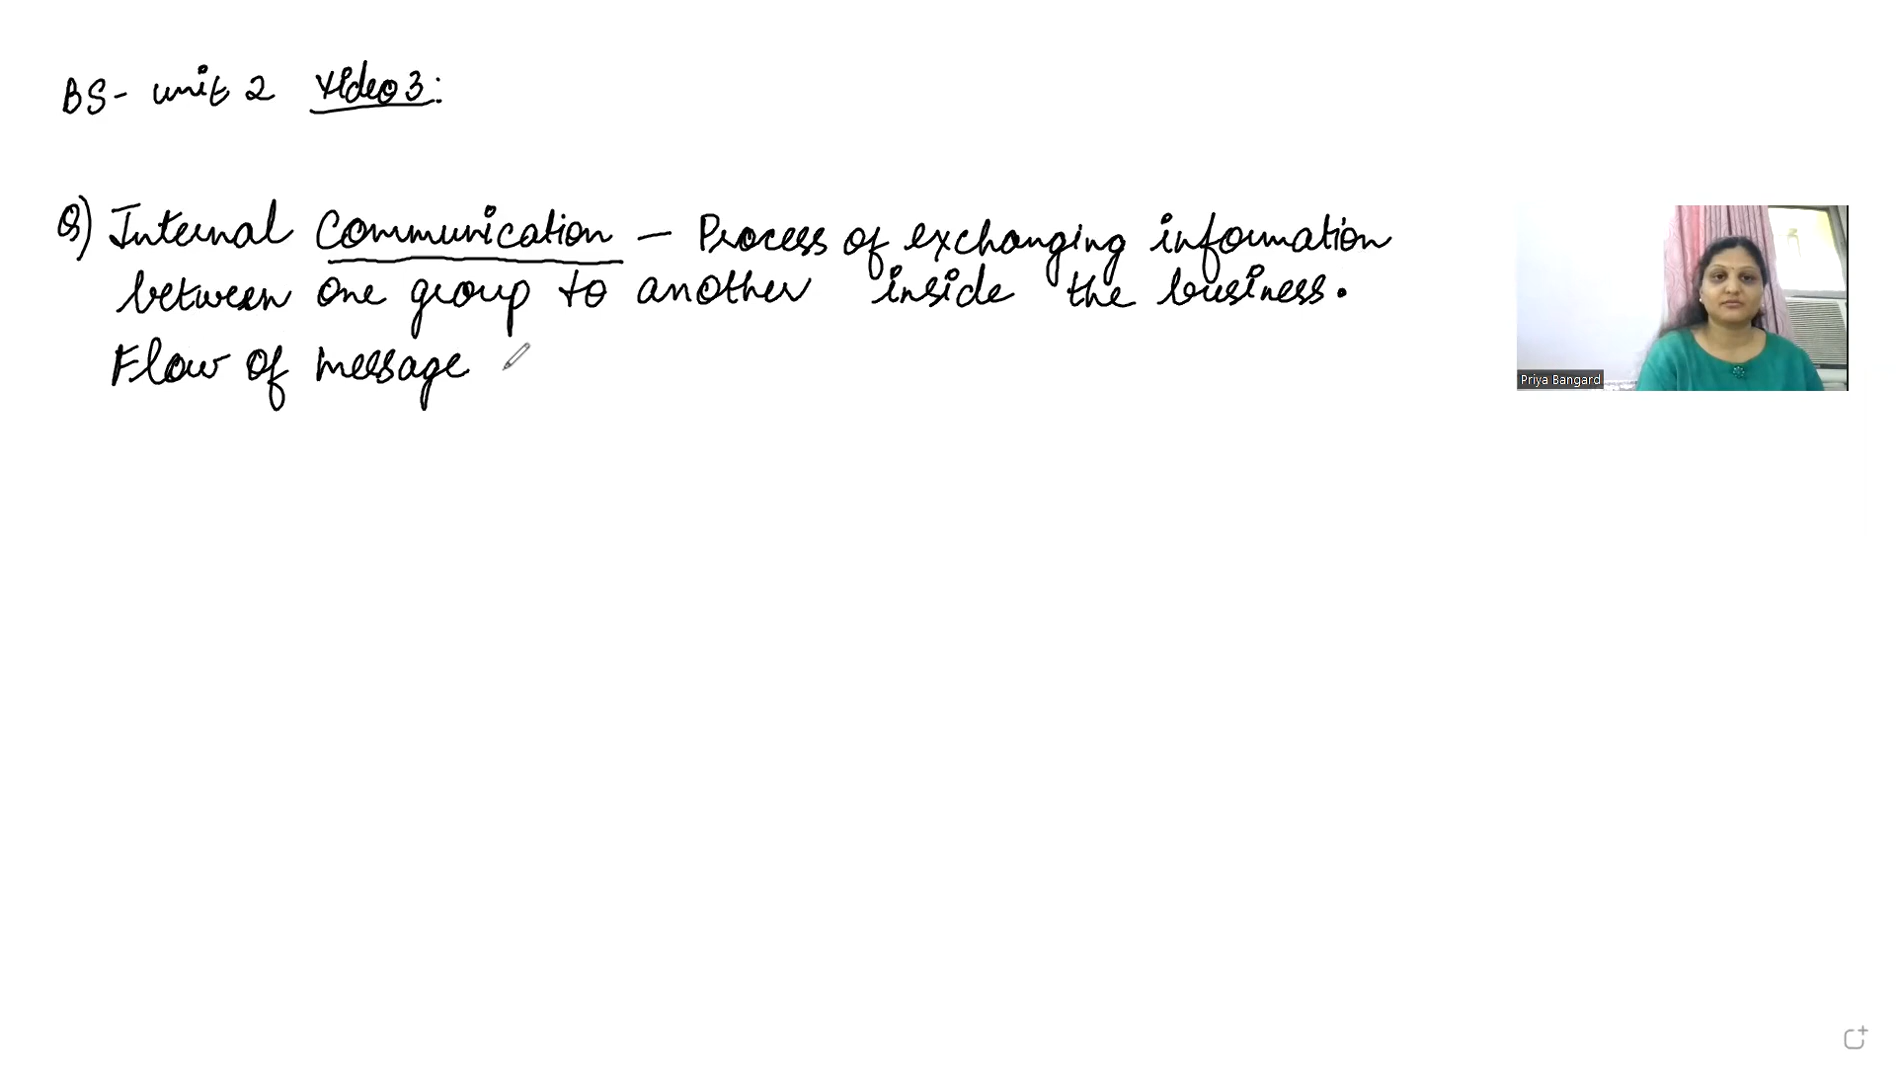 BS- unit 2 Video 3:
Q) Internal Communication — Process of exchanging information
between one group to another inside the business.
Flow of message
Priya Bangard